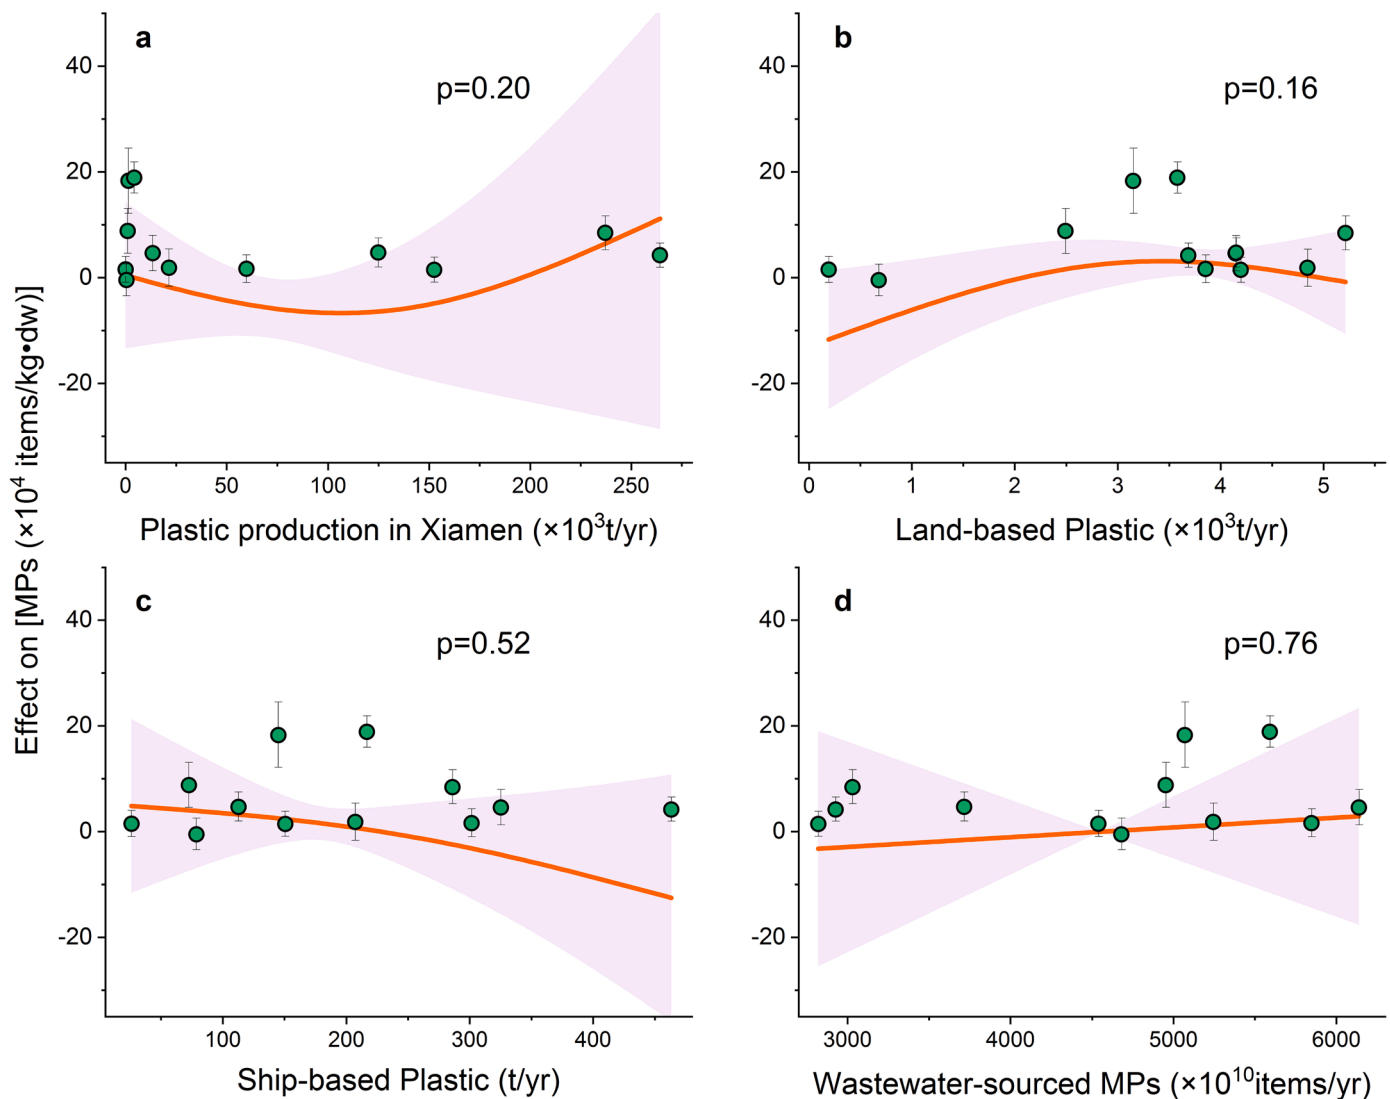 Effect on [MPs (×10⁴ items/kg•dw)]
a
p=0.20
40
20
0
-20
0 50 100 150 200 250
Plastic production in Xiamen (×10³t/yr)
b
p=0.16
40
20
0
-20
0 1 2 3 4 5
Land-based Plastic (×10³t/yr)
c
p=0.52
40
20
0
-20
100 200 300 400
Ship-based Plastic (t/yr)
d
p=0.76
40
20
0
-20
3000 4000 5000 6000
Wastewater-sourced MPs (×10¹⁰items/yr)